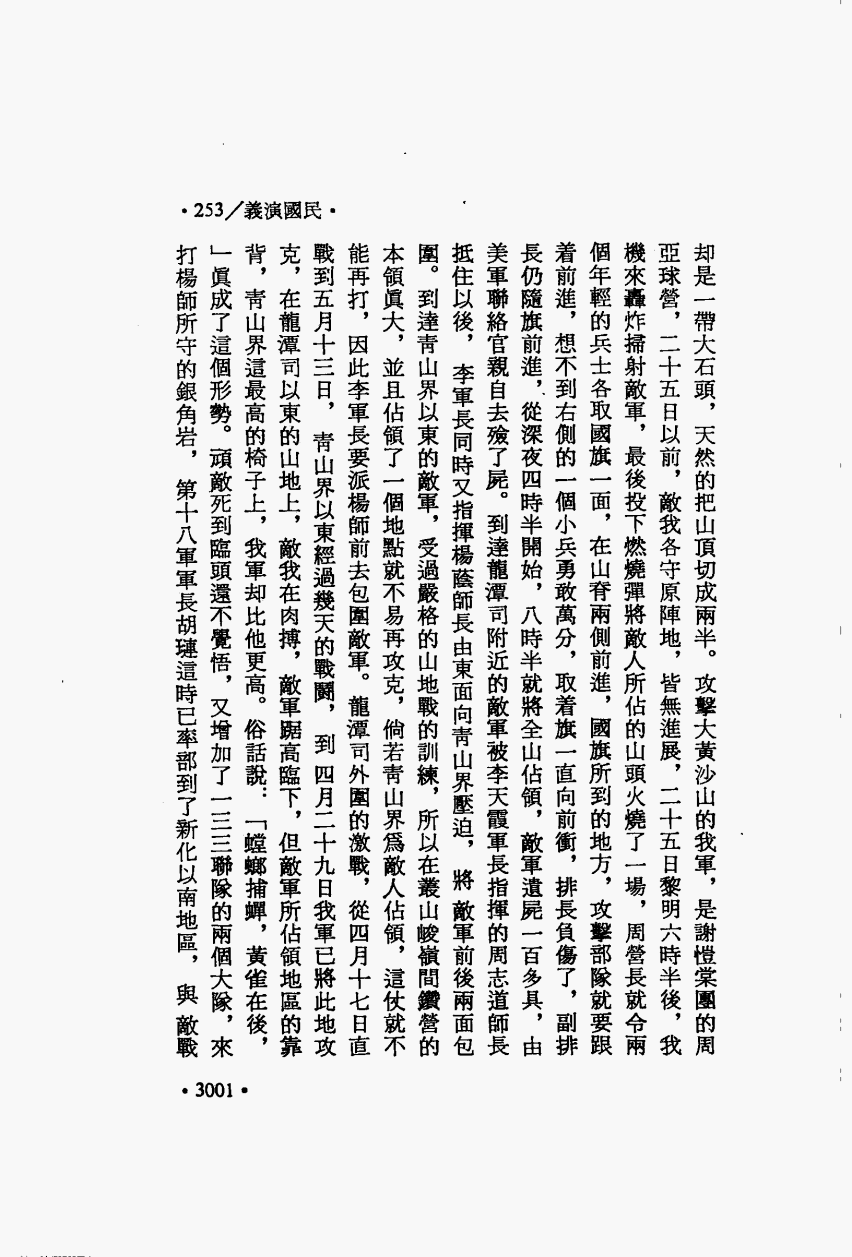 •253／義演國民•
却是一帶大石頭，天然的把山頂切成兩半。攻擊大黃沙山的我軍，是謝愷棠團的周
亞球營，二十五日以前，敵我各守原陣地，皆無進展，二十五日黎明六時半後，我
機來轟炸掃射敵軍，最後投下燃燒彈將敵人所佔的山頭火燒了一場，周營長就令兩
個年輕的兵士各取國旗一面，在山脊兩側前進，國旗所到的地方，攻擊部隊就要跟
着前進，想不到右側的一個小兵勇敢萬分，取着旗一直向前衝，排長負傷了，副排
長仍隨旗前進，從深夜四時半開始，八時半就將全山佔領，敵軍遺屍一百多具，由
美軍聯絡官親自去殮了屍。到達龍潭司附近的敵軍被李天霞軍長指揮的周志道師長
抵住以後，李軍長同時又指揮楊蔭師長由東面向青山界壓迫，將敵軍前後兩面包
圍。到達青山界以東的敵軍，受過嚴格的山地戰的訓練，所以在叢山峻嶺間鑽營的
本領眞大，並且佔領了一個地點就不易再攻克，倘若青山界爲敵人佔領，這仗就不
能再打，因此李軍長要派楊師前去包圍敵軍。龍潭司外圍的激戰，從四月十七日直
戰到五月十三日，青山界以東經過幾天的戰鬪，到四月二十九日我軍已將此地攻
克，在龍潭司以東的山地上，敵我在肉搏，敵軍踞高臨下，但敵軍所佔領地區的靠
背，青山界這最高的椅子上，我軍却比他更高。俗話說：「螳螂捕蟬，黃雀在後，
」眞成了這個形勢。頑敵死到臨頭還不覺悟，又增加了一三三聯隊的兩個大隊，來
打楊師所守的銀角岩，第十八軍軍長胡璉這時已率部到了新化以南地區，與敵戰
•3001•